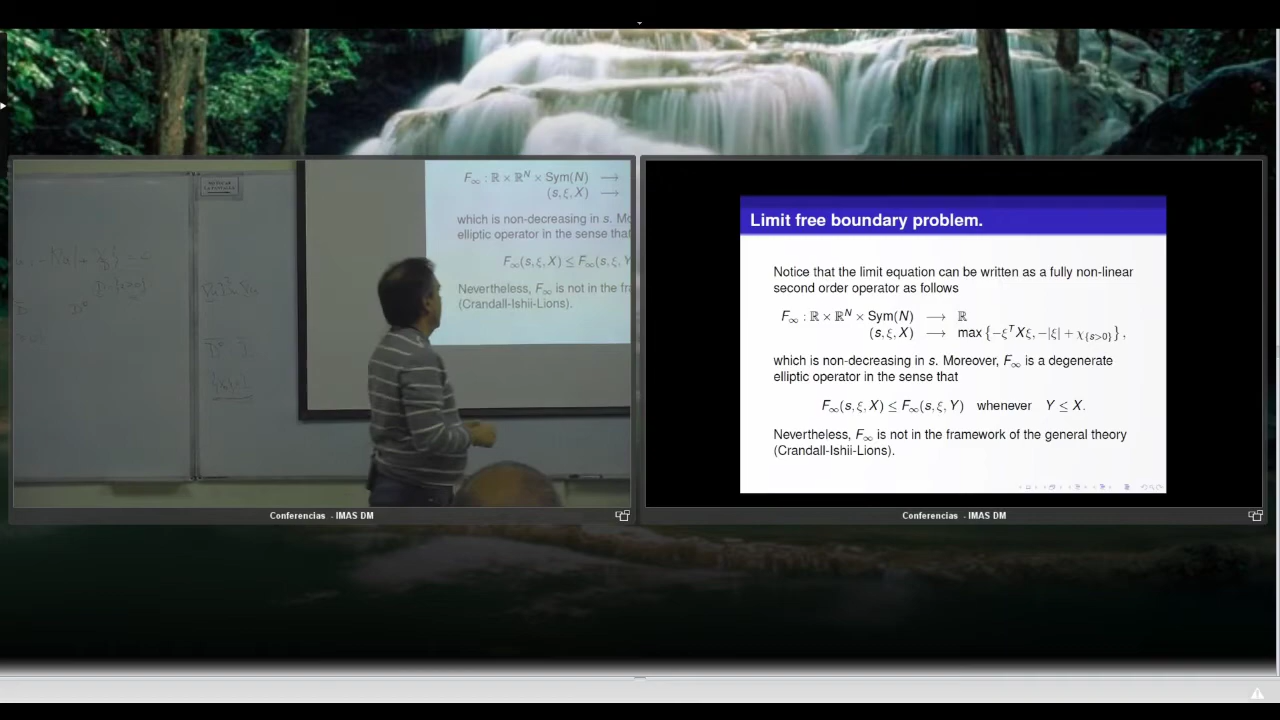 F∞ : ℝ × ℝᴺ × Sym(N) ⟶
(s, ξ, X) ⟶
which is non-decreasing in s. Mo
elliptic operator in the sense that
F∞(s, ξ, X) ≤ F∞(s, ξ, Y
Nevertheless, F∞ is not in the fra
(Crandall-Ishii-Lions).
Conferencias - IMAS DM
Limit free boundary problem.
Notice that the limit equation can be written as a fully non-linear
second order operator as follows
F∞ : ℝ × ℝᴺ × Sym(N) ⟶ ℝ
(s, ξ, X) ⟶ max {−ξᵀXξ, −|ξ| + χ_{s>0}} ,
which is non-decreasing in s. Moreover, F∞ is a degenerate
elliptic operator in the sense that
F∞(s, ξ, X) ≤ F∞(s, ξ, Y) whenever Y ≤ X.
Nevertheless, F∞ is not in the framework of the general theory
(Crandall-Ishii-Lions).
Conferencias - IMAS DM